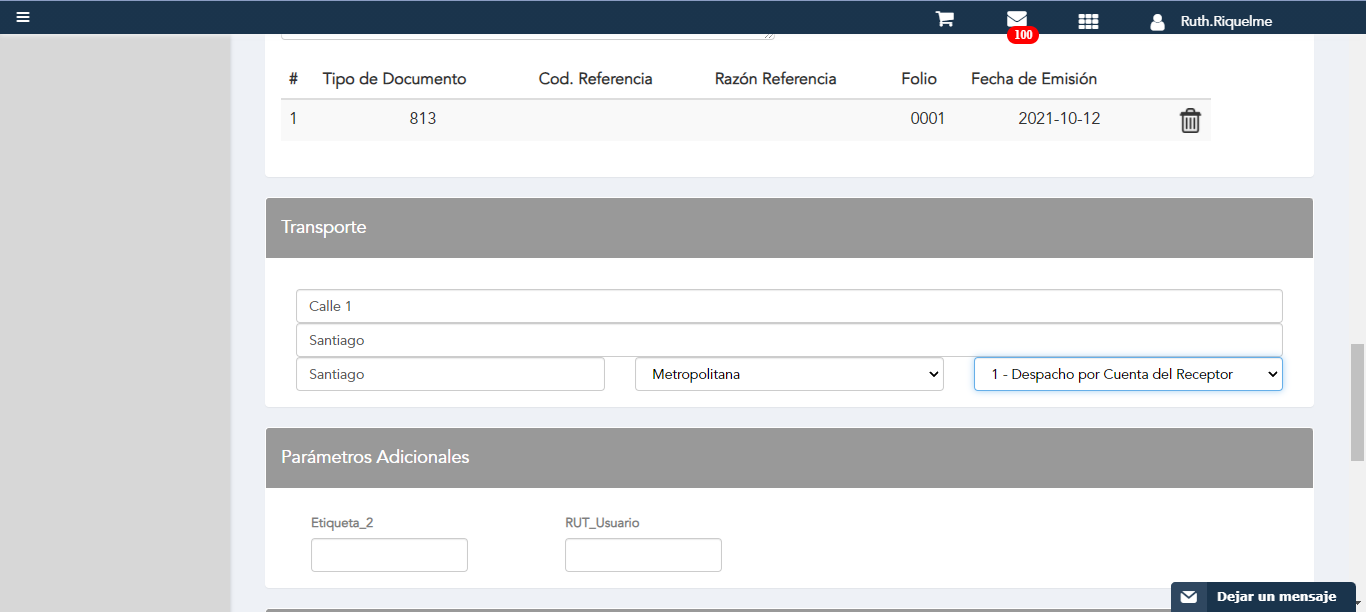 100
Ruth.Riquelme
# Tipo de Documento Cod. Referencia Razón Referencia Folio Fecha de Emisión
1 813 0001 2021-10-12
Transporte
Calle 1
Santiago
Santiago Metropolitana 1 - Despacho por Cuenta del Receptor
Parámetros Adicionales
Etiqueta_2 RUT_Usuario
Dejar un mensaje